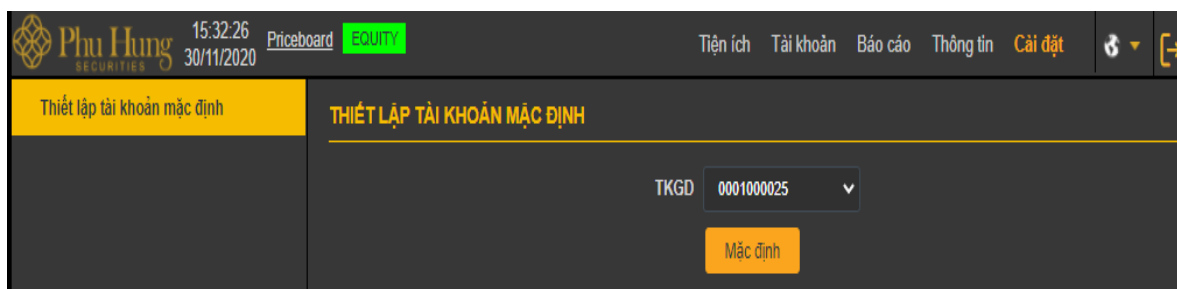 Phu Hung
SECURITIES
15:32:26
30/11/2020
Priceboard
EQUITY
Tiện ích
Tài khoản
Báo cáo
Thông tin
Cài đặt
Thiết lập tài khoản mặc định
THIẾT LẬP TÀI KHOẢN MẶC ĐỊNH
TKGD
0001000025
Mặc định